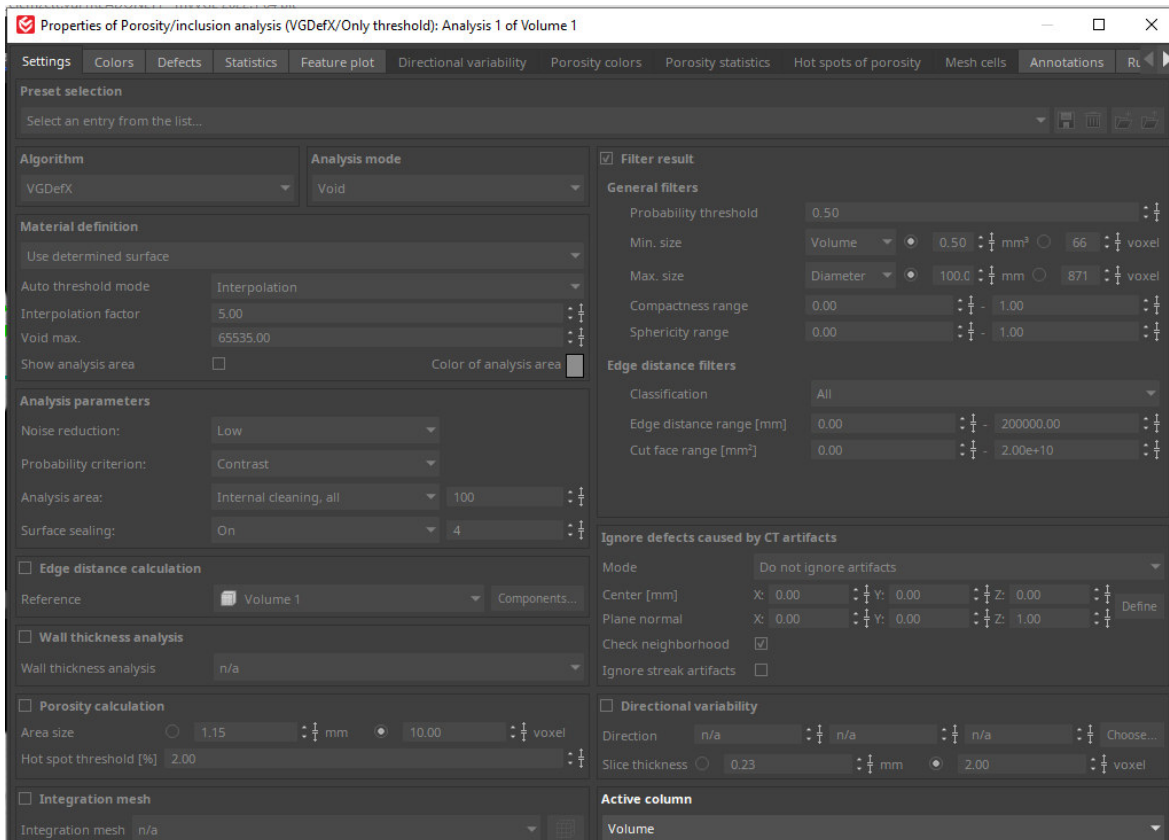 Properties of Porosity/inclusion analysis (VGDefX/Only threshold): Analysis 1 of Volume 1
Settings Colors Defects Statistics Feature plot Directional variability Porosity colors Porosity statistics Hot spots of porosity Mesh cells Annotations
Preset selection
Select an entry from the list...
Algorithm
VGDefX
Analysis mode
Void
Material definition
Use determined surface
Auto threshold mode Interpolation
Interpolation factor 5.00
Void max. 65535.00
Show analysis area Color of analysis area
Analysis parameters
Noise reduction: Low
Probability criterion: Contrast
Analysis area: Internal cleaning, all 100
Surface sealing: On 4
Edge distance calculation
Reference Volume 1 Components...
Wall thickness analysis
Wall thickness analysis n/a
Porosity calculation
Area size 1.15 mm 10.00 voxel
Hot spot threshold [%] 2.00
Integration mesh
Integration mesh n/a
Filter result
General filters
Probability threshold 0.50
Min. size Volume 0.50 mm³ 66 voxel
Max. size Diameter 100.0 mm 871 voxel
Compactness range 0.00 - 1.00
Sphericity range 0.00 - 1.00
Edge distance filters
Classification All
Edge distance range [mm] 0.00 - 200000.00
Cut face range [mm²] 0.00 - 2.00e+10
Ignore defects caused by CT artifacts
Mode Do not ignore artifacts
Center [mm] X: 0.00 Y: 0.00 Z: 0.00
Plane normal X: 0.00 Y: 0.00 Z: 1.00
Define
Check neighborhood
Ignore streak artifacts
Directional variability
Direction n/a n/a n/a Choose...
Slice thickness 0.23 mm 2.00 voxel
Active column
Volume